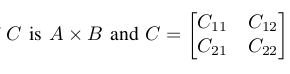 C is A × B and C = [C₁₁ C₁₂
C₂₁ C₂₂]